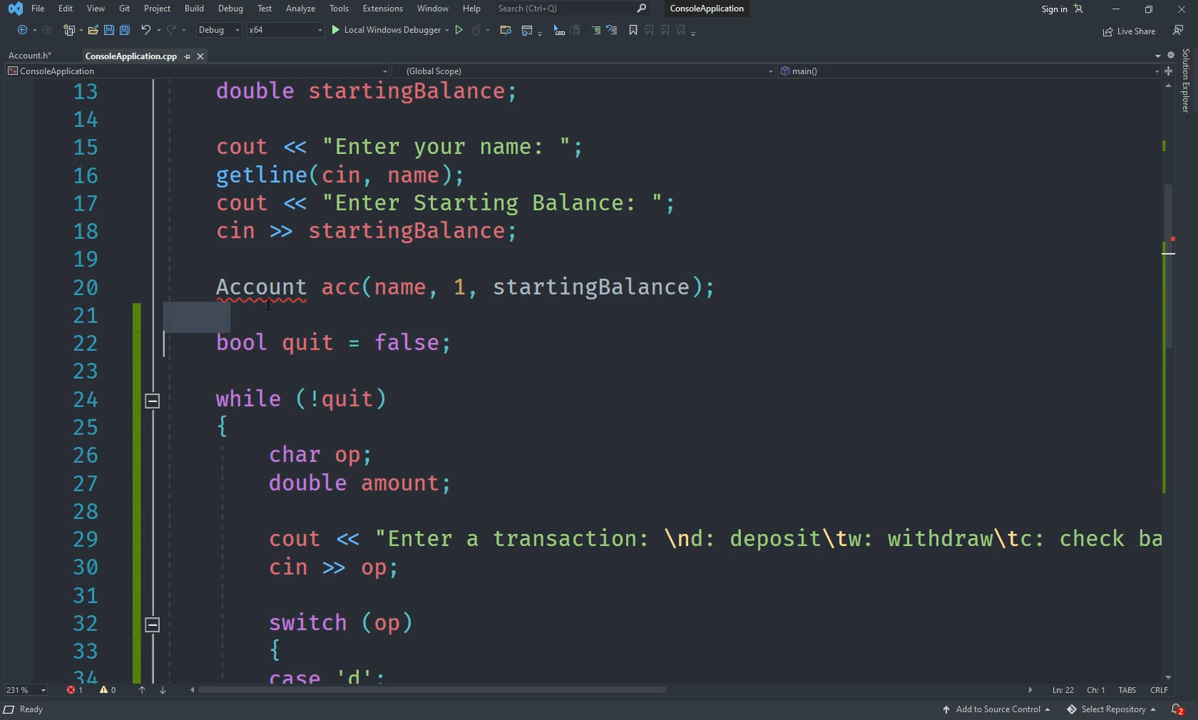 File Edit View Git Project Build Debug Test Analyze Tools Extensions Window Help Search (Ctrl+Q) ConsoleApplication Sign in
Debug x64 Local Windows Debugger Live Share
Account.h* ConsoleApplication.cpp
ConsoleApplication (Global Scope) main()
Solution Explorer
13 double startingBalance;
14
15 cout << "Enter your name: ";
16 getline(cin, name);
17 cout << "Enter Starting Balance: ";
18 cin >> startingBalance;
19
20 Account acc(name, 1, startingBalance);
21
22 bool quit = false;
23
24 while (!quit)
25 {
26 char op;
27 double amount;
28
29 cout << "Enter a transaction: \nd: deposit\tw: withdraw\tc: check ba
30 cin >> op;
31
32 switch (op)
33 {
34 case 'd':
231 % 1 0 Ln: 22 Ch: 1 TABS CRLF
Ready Add to Source Control Select Repository 2